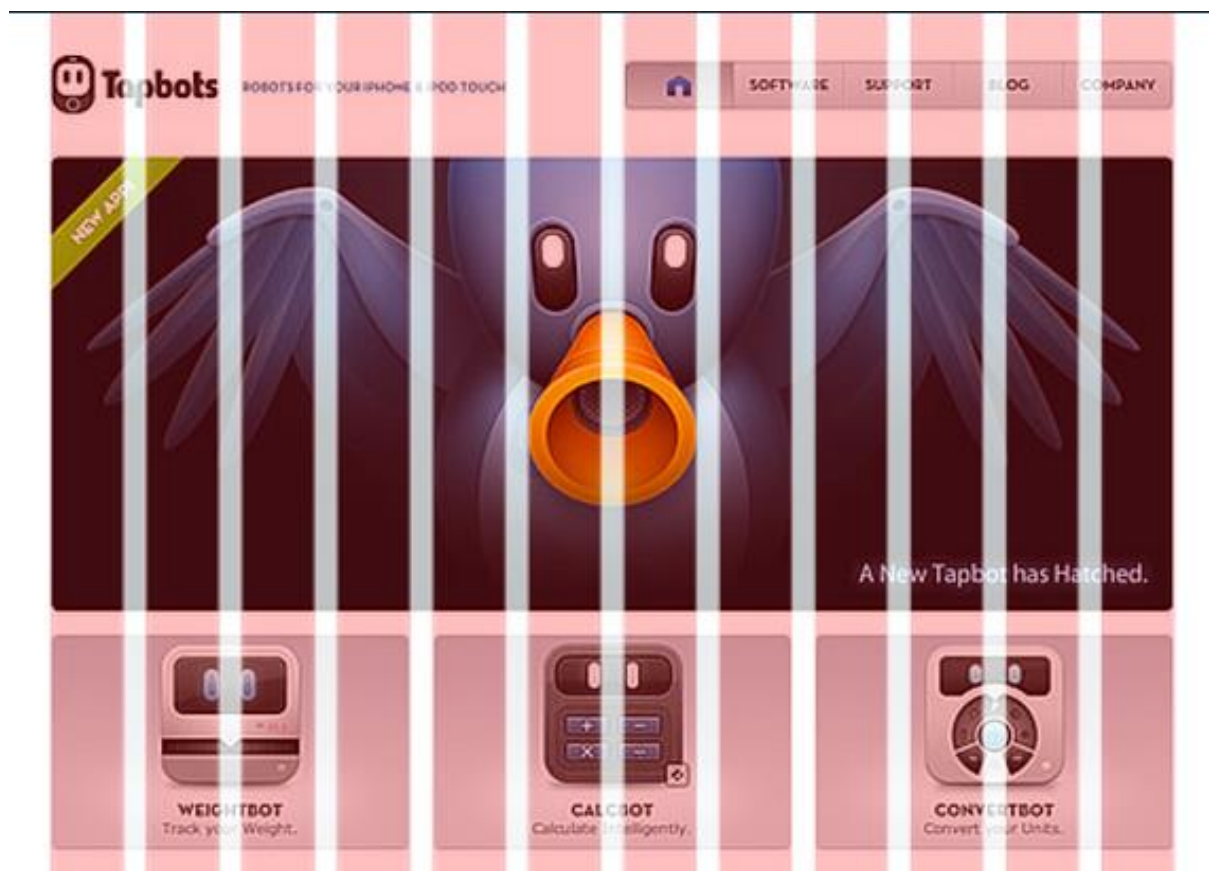 Tapbots
ROBOTS FOR YOUR IPHONE & IPOD TOUCH
SOFTWARE
SUPPORT
BLOG
COMPANY
NEW APP!
A New Tapbot has Hatched.
WEIGHTBOT
Track your Weight.
CALCBOT
Calculate Intelligently.
CONVERTBOT
Convert your Units.